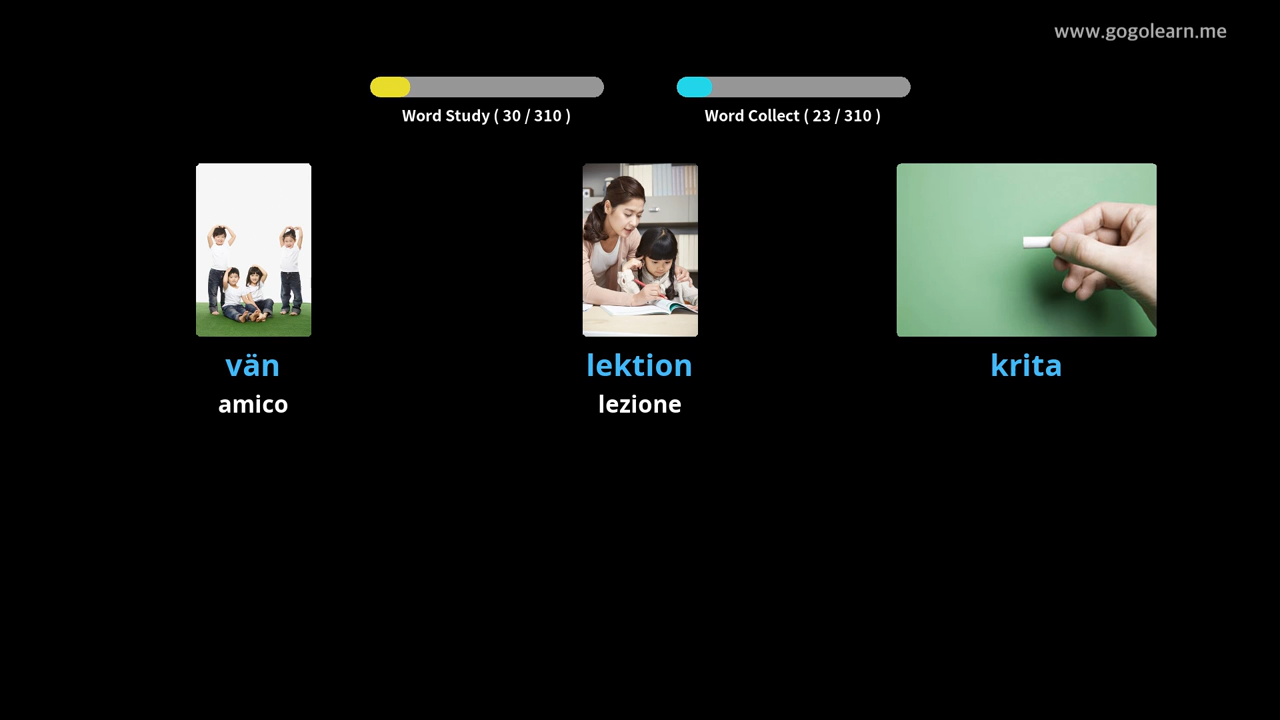 www.gogolearn.me
Word Study ( 30 / 310 )
Word Collect ( 23 / 310 )
vän
lektion
krita
amico
lezione